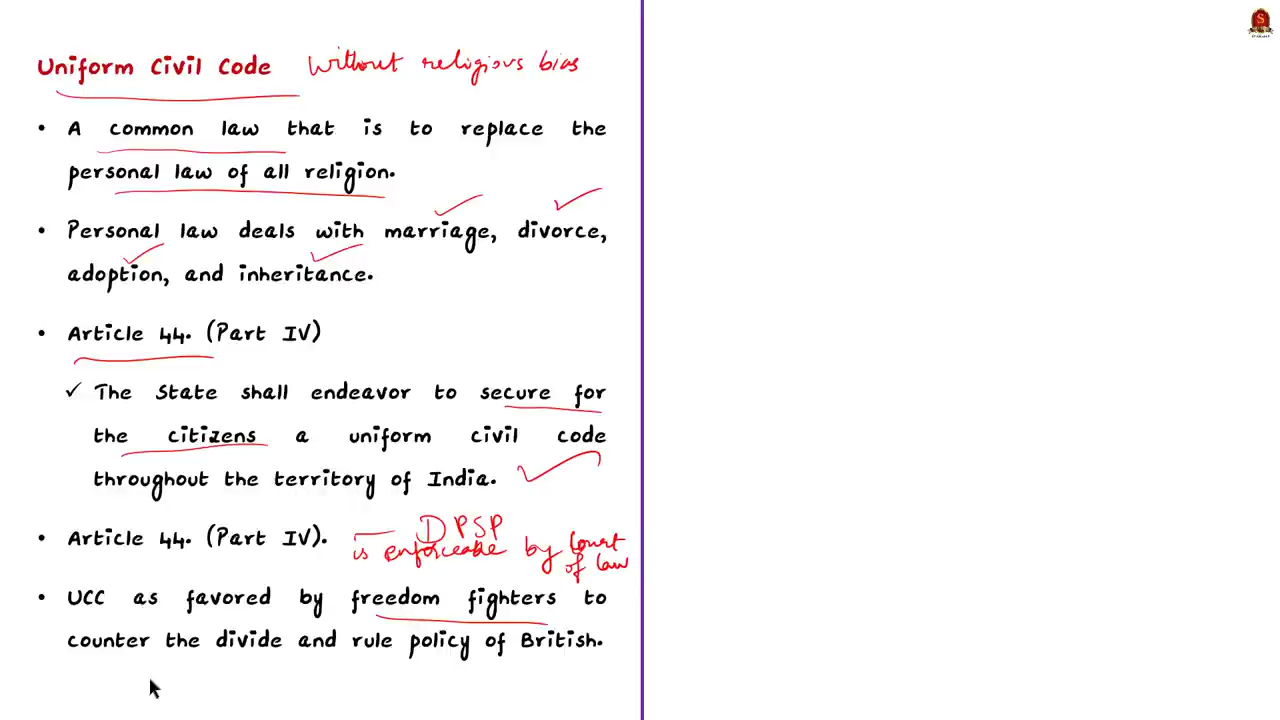 Uniform Civil Code without religious bias
• A common law that is to replace the
personal law of all religion.
• Personal law deals with marriage, divorce,
adoption, and inheritance.
• Article 44. (Part IV)
✓ The State shall endeavor to secure for
the citizens a uniform civil code
throughout the territory of India.
• Article 44. (Part IV). — DPSP
is enforceable by Court
of law
• UCC as favored by freedom fighters to
counter the divide and rule policy of British.